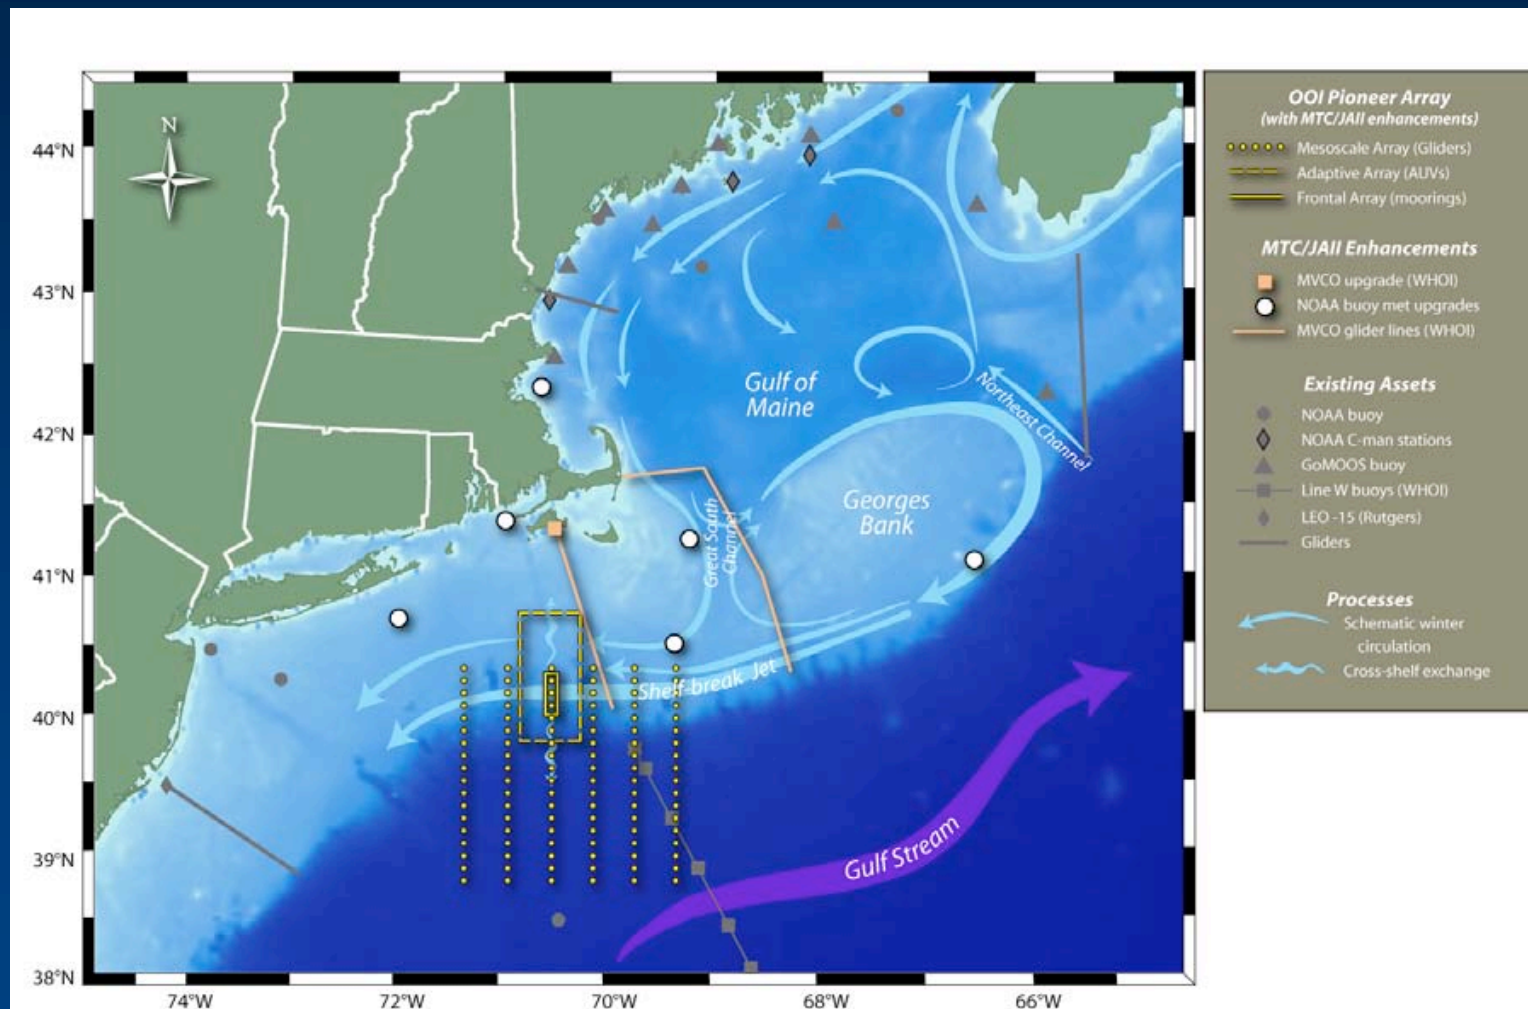 N
44°N
43°N
42°N
41°N
40°N
39°N
38°N
74°W
72°W
70°W
68°W
66°W
Gulf of
Maine
Northeast Channel
Georges
Bank
Great South
Channel
Shelf-break Jet
Gulf Stream
OOI Pioneer Array
(with MTC/JAII enhancements)
Mesoscale Array (Gliders)
Adaptive Array (AUVs)
Frontal Array (moorings)
MTC/JAII Enhancements
MVCO upgrade (WHOI)
NOAA buoy met upgrades
MVCO glider lines (WHOI)
Existing Assets
NOAA buoy
NOAA C-man stations
GoMOOS buoy
Line W buoys (WHOI)
LEO -15 (Rutgers)
Gliders
Processes
Schematic winter
circulation
Cross-shelf exchange